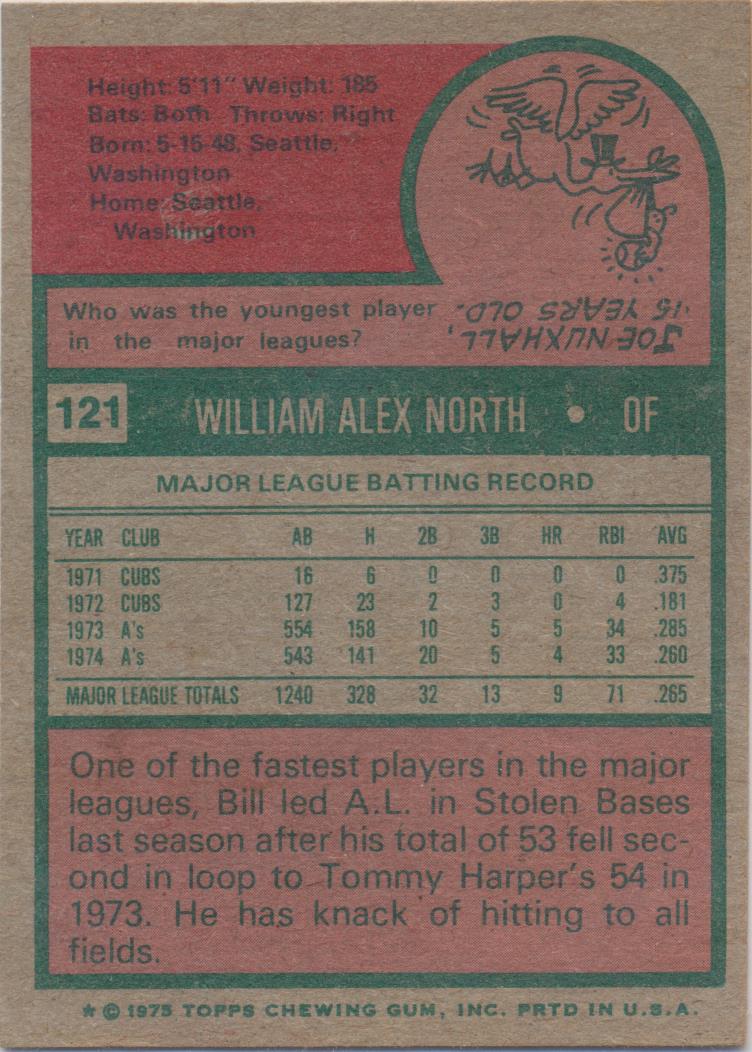 Height: 5'11" Weight: 185
Bats: Both Throws: Right
Born: 5-15-48, Seattle,
Washington
Home: Seattle,
Washington
Who was the youngest player
in the major leagues?
JOE NUXHALL,
15 YEARS OLD.
121 WILLIAM ALEX NORTH • OF
MAJOR LEAGUE BATTING RECORD
YEAR CLUB AB H 2B 3B HR RBI AVG
1971 CUBS 16 6 0 0 0 0 .375
1972 CUBS 127 23 2 3 0 4 .181
1973 A's 554 158 10 5 5 34 .285
1974 A's 543 141 20 5 4 33 .260
MAJOR LEAGUE TOTALS 1240 328 32 13 9 71 .265
One of the fastest players in the major
leagues, Bill led A.L. in Stolen Bases
last season after his total of 53 fell sec-
ond in loop to Tommy Harper's 54 in
1973. He has knack of hitting to all
fields.
* © 1975 TOPPS CHEWING GUM, INC. PRTD IN U.S.A.